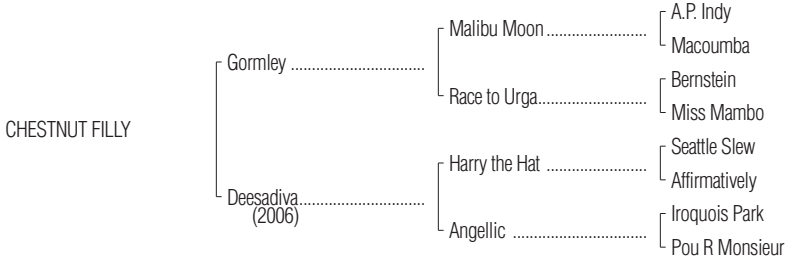 A.P. Indy
Malibu Moon ........................
Macoumba
Gormley ................................
Bernstein
Race to Urga..........................
Miss Mambo
CHESTNUT FILLY
Seattle Slew
Harry the Hat ........................
Affirmatively
Deesadiva..............................
(2006)
Iroquois Park
Angellic ................................
Pou R Monsieur